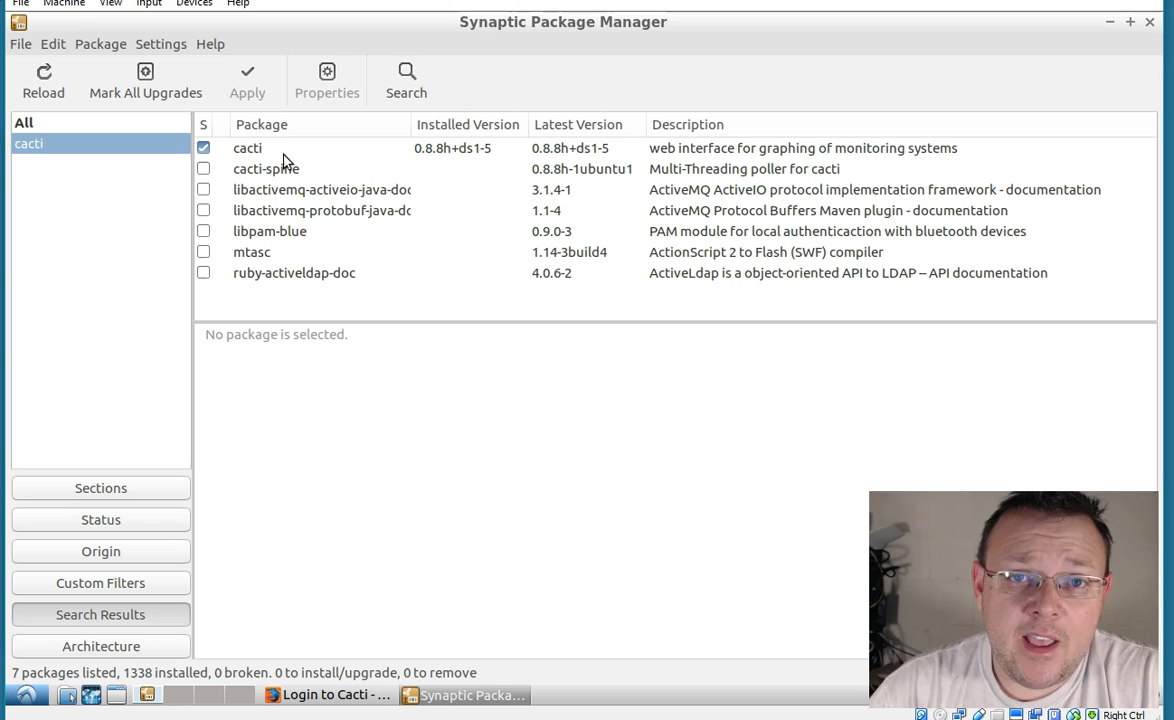 File Machine View Input Devices Help
Synaptic Package Manager
File Edit Package Settings Help
Reload Mark All Upgrades Apply Properties Search
All
cacti
S Package Installed Version Latest Version Description
cacti 0.8.8h+ds1-5 0.8.8h+ds1-5 web interface for graphing of monitoring systems
cacti-spine 0.8.8h-1ubuntu1 Multi-Threading poller for cacti
libactivemq-activeio-java-doc 3.1.4-1 ActiveMQ ActiveIO protocol implementation framework - documentation
libactivemq-protobuf-java-dc 1.1-4 ActiveMQ Protocol Buffers Maven plugin - documentation
libpam-blue 0.9.0-3 PAM module for local authenticaction with bluetooth devices
mtasc 1.14-3build4 ActionScript 2 to Flash (SWF) compiler
ruby-activeldap-doc 4.0.6-2 ActiveLdap is a object-oriented API to LDAP – API documentation
No package is selected.
Sections
Status
Origin
Custom Filters
Search Results
Architecture
7 packages listed, 1338 installed, 0 broken. 0 to install/upgrade, 0 to remove
Login to Cacti - ... Synaptic Packa...
Right Ctrl